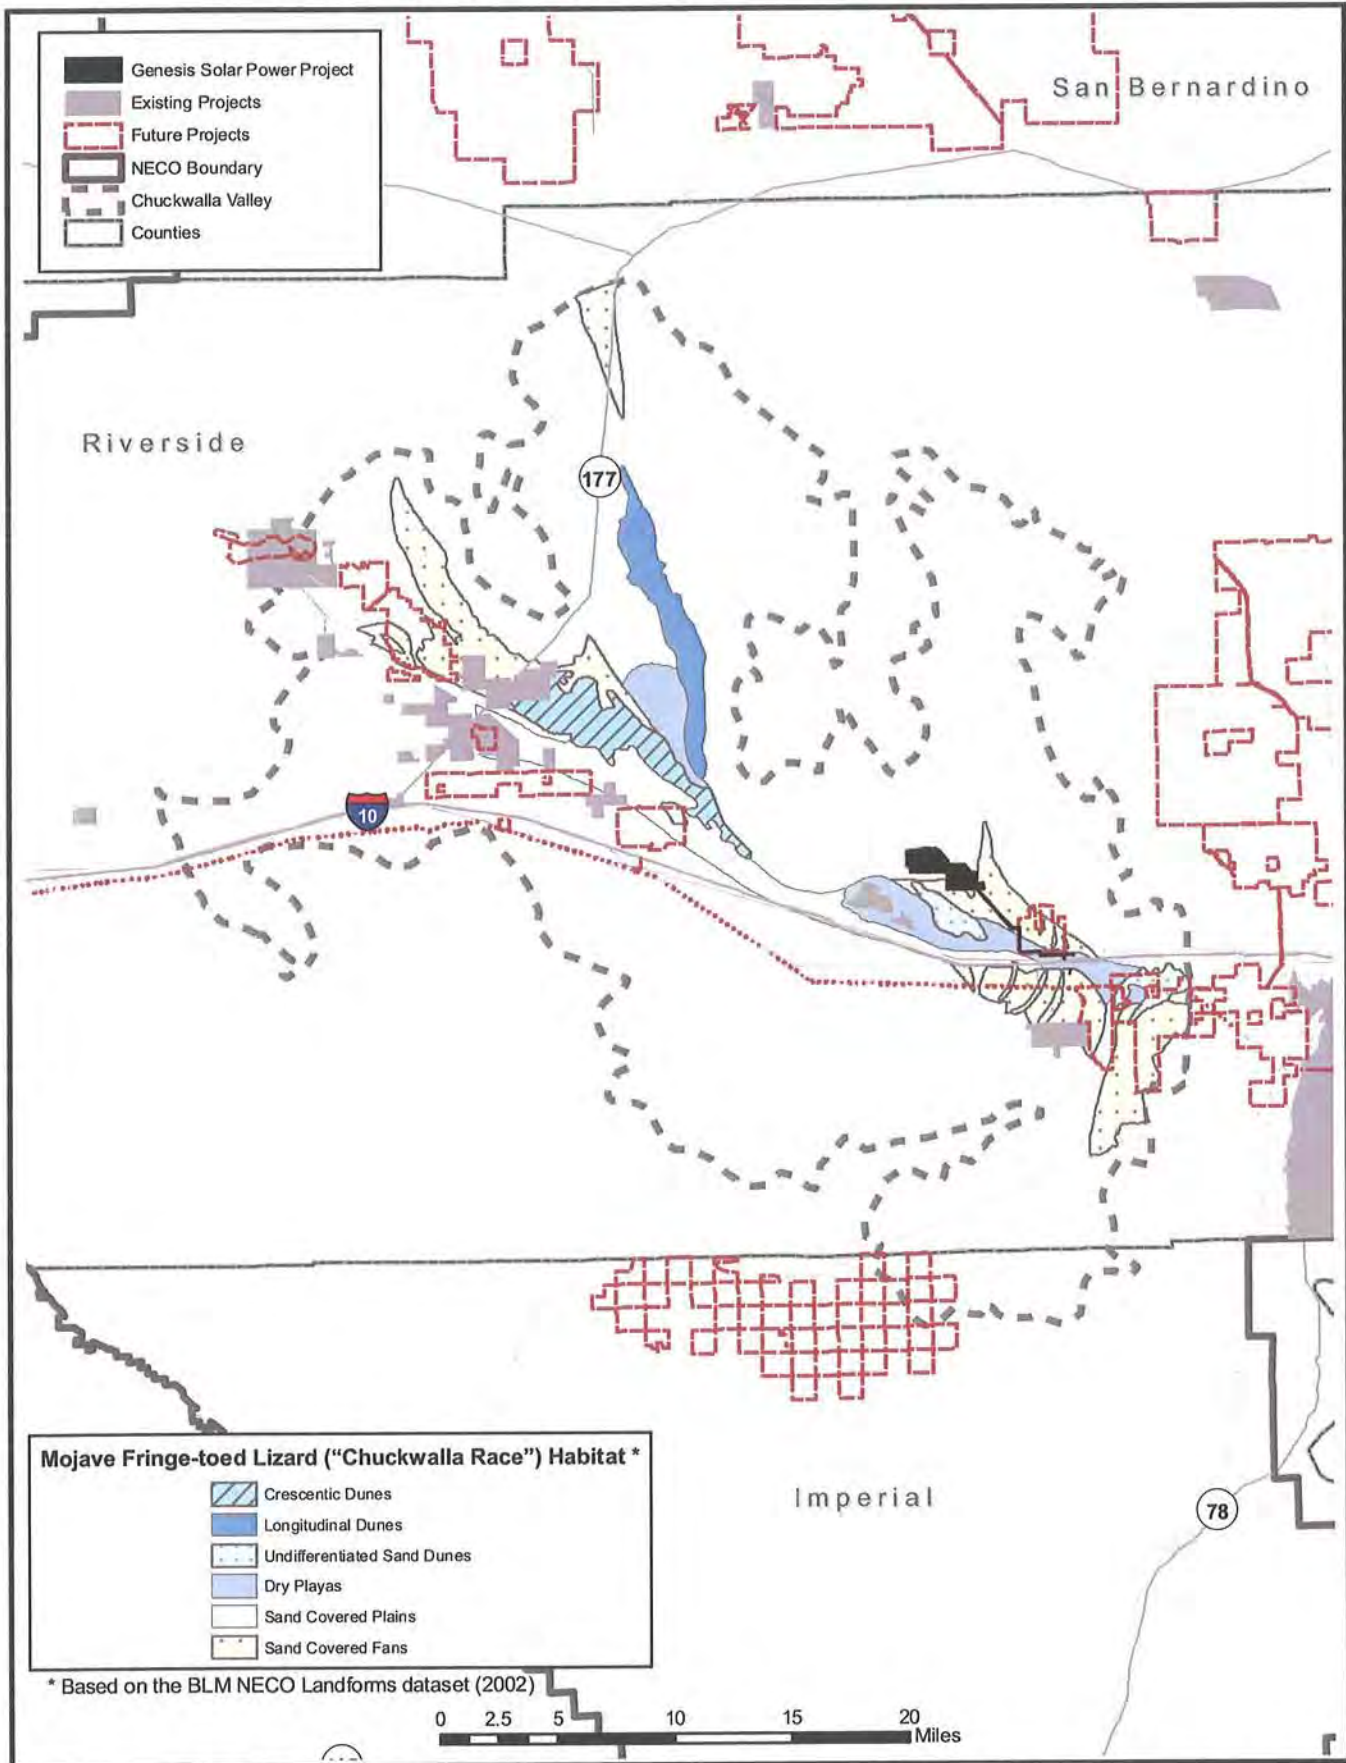 Genesis Solar Power Project
Existing Projects
Future Projects
NECO Boundary
Chuckwalla Valley
Counties
San Bernardino
Riverside
177
10
Mojave Fringe-toed Lizard (“Chuckwalla Race”) Habitat *
Crescentic Dunes
Longitudinal Dunes
Undifferentiated Sand Dunes
Dry Playas
Sand Covered Plains
Sand Covered Fans
Imperial
78
* Based on the BLM NECO Landforms dataset (2002)
0 2.5 5 10 15 20
Miles